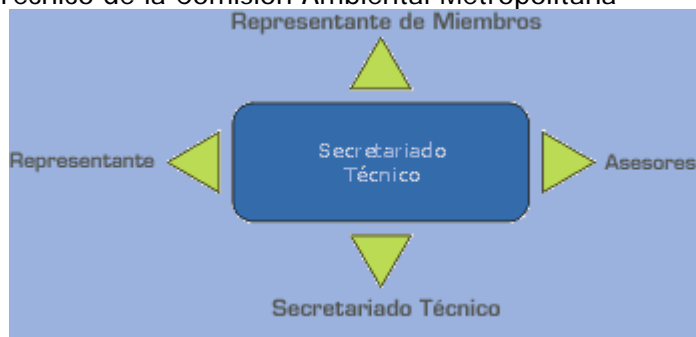 Técnico de la Comisión Ambiental Metropolitana
Representante de Miembros
Secretariado
Técnico
Representante
Asesores
Secretariado Técnico